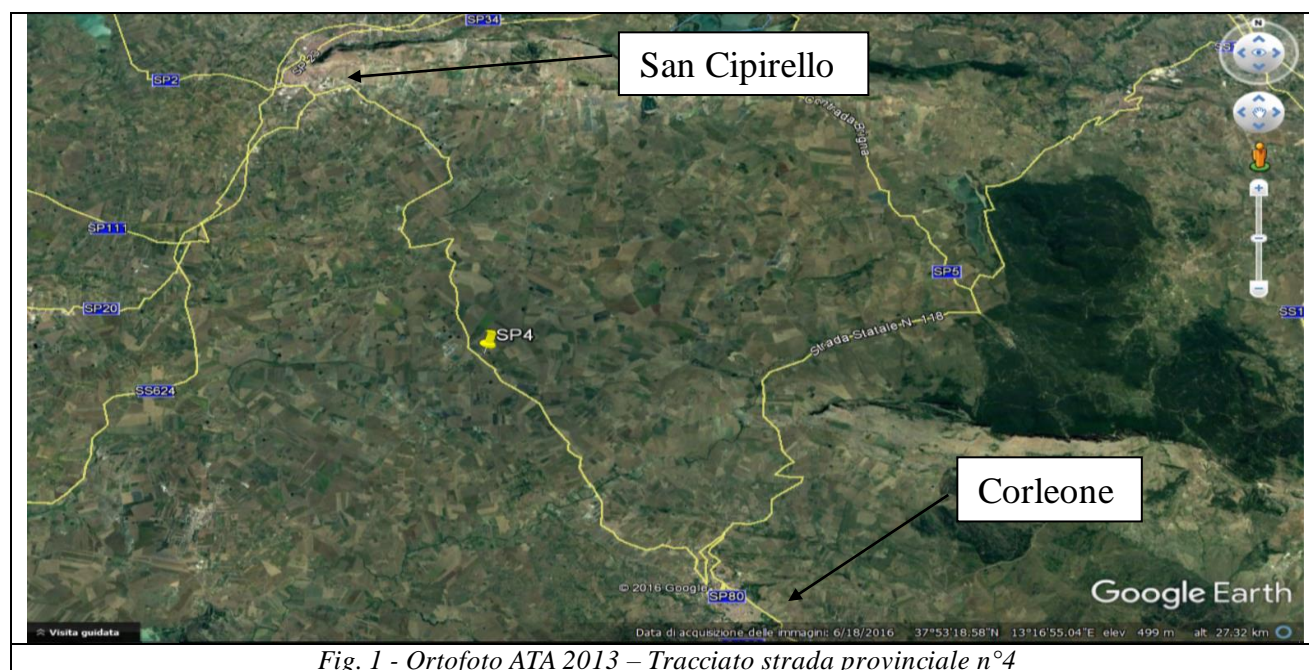 SP34
San Cipirello
SP2
N
Contrada Brigna
SP111
SP5
SP20
SP4
Strada Statale N. 118
SS624
Corleone
© 2016 Google
SP80
Google Earth
Visita guidata
Data di acquisizione delle immagini: 6/18/2016 37°53'18.58"N 13°16'55.04"E elev 499 m alt 27.32 km
Fig. 1 - Ortofoto ATA 2013 – Tracciato strada provinciale n°4